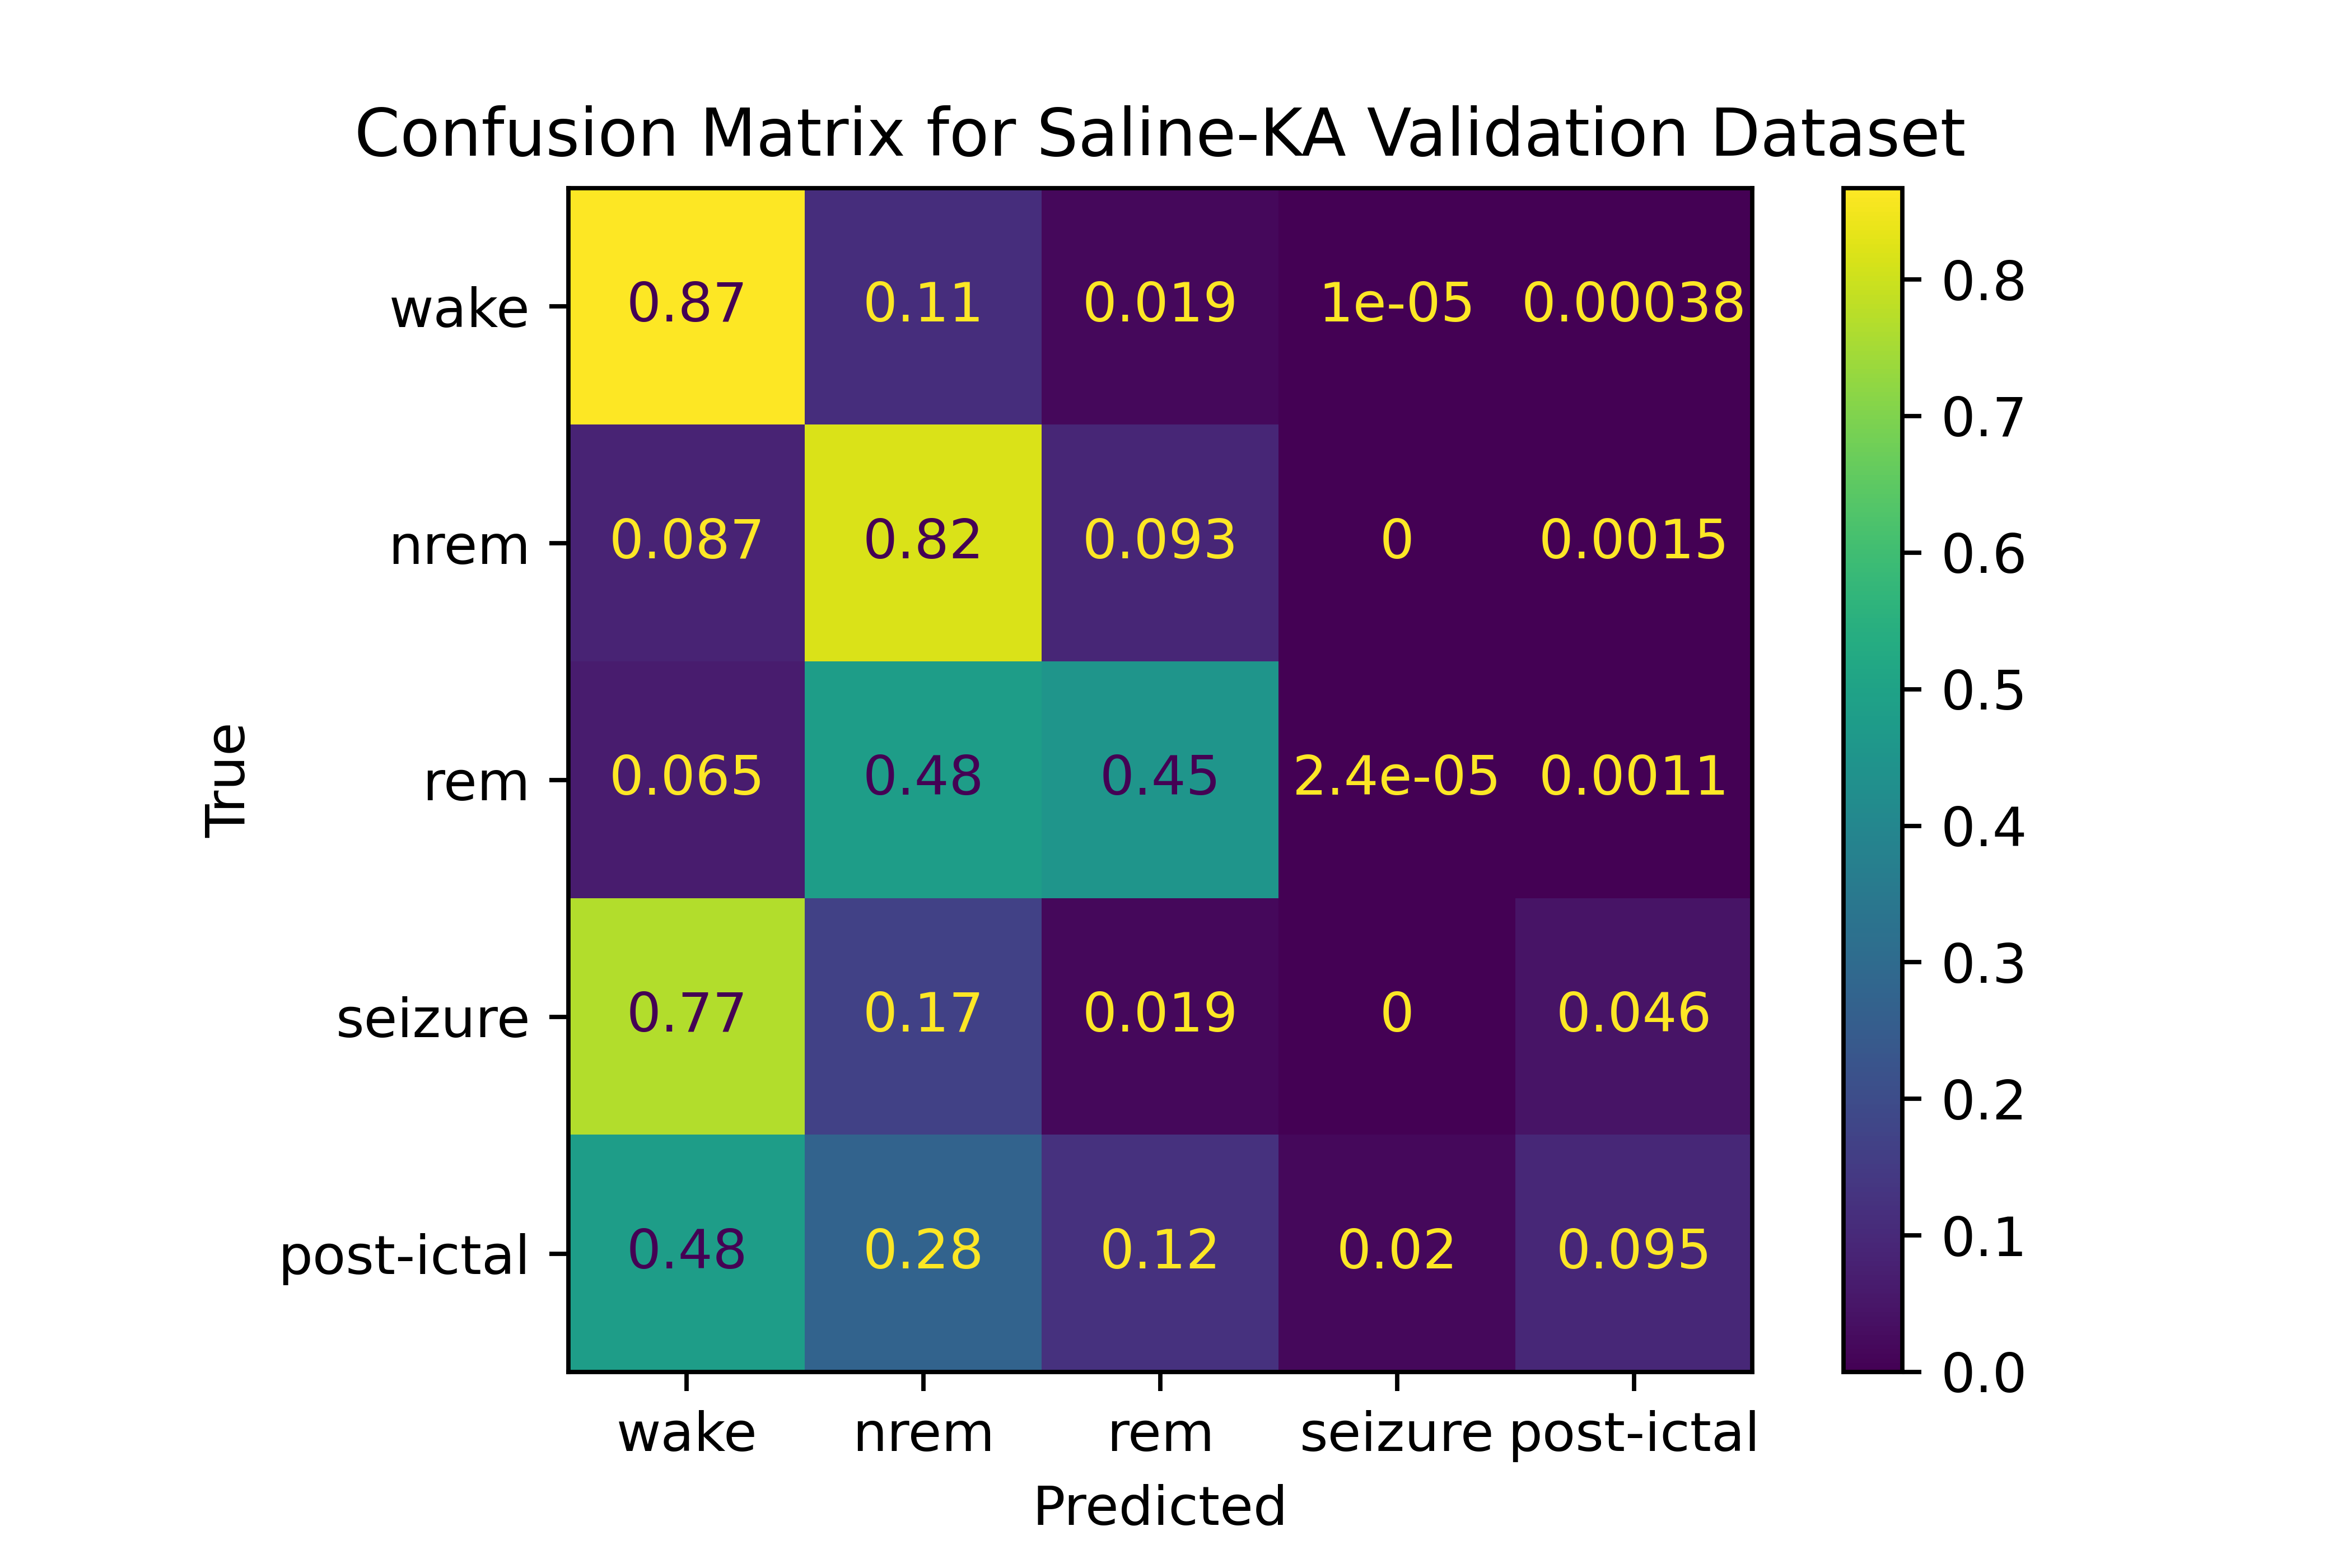 Confusion Matrix for Saline-KA Validation Dataset
wake 0.87 0.11 0.019 1e-05 0.00038
nrem 0.087 0.82 0.093 0 0.0015
rem 0.065 0.48 0.45 2.4e-05 0.0011
seizure 0.77 0.17 0.019 0 0.046
post-ictal 0.48 0.28 0.12 0.02 0.095
True
wake nrem rem seizure post-ictal
Predicted
0.8
0.7
0.6
0.5
0.4
0.3
0.2
0.1
0.0